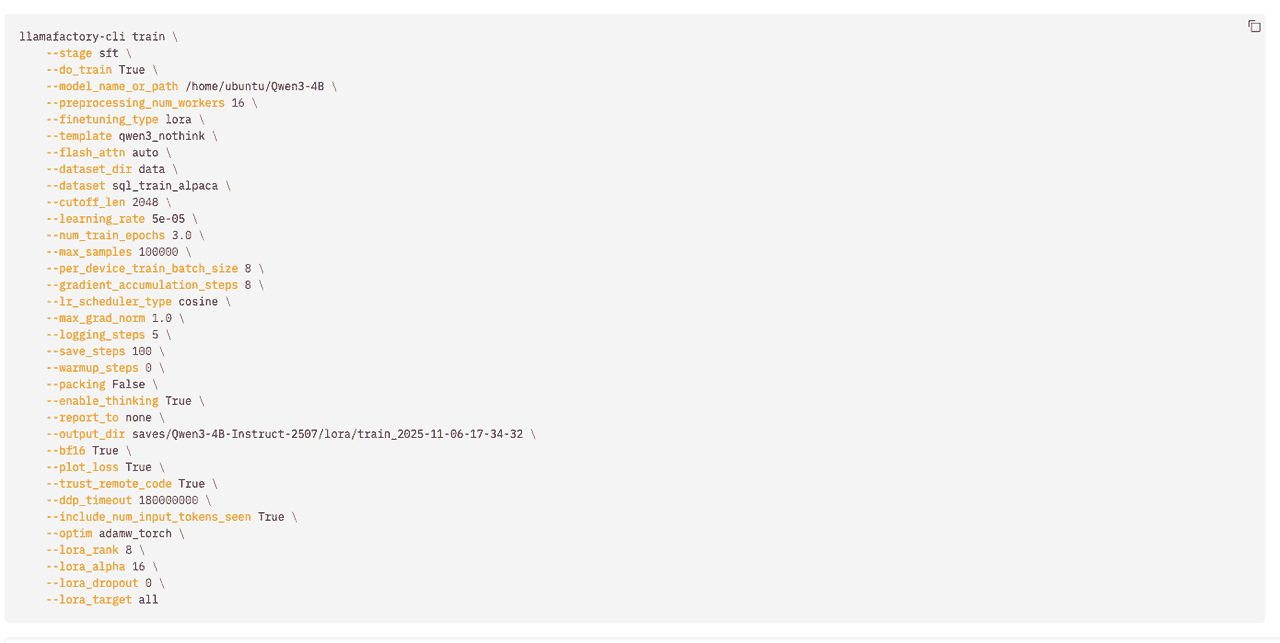 llamafactory-cli train \
--stage sft \
--do_train True \
--model_name_or_path /home/ubuntu/Qwen3-4B \
--preprocessing_num_workers 16 \
--finetuning_type lora \
--template qwen3_nothink \
--flash_attn auto \
--dataset_dir data \
--dataset sql_train_alpaca \
--cutoff_len 2048 \
--learning_rate 5e-05 \
--num_train_epochs 3.0 \
--max_samples 100000 \
--per_device_train_batch_size 8 \
--gradient_accumulation_steps 8 \
--lr_scheduler_type cosine \
--max_grad_norm 1.0 \
--logging_steps 5 \
--save_steps 100 \
--warmup_steps 0 \
--packing False \
--enable_thinking True \
--report_to none \
--output_dir saves/Qwen3-4B-Instruct-2507/lora/train_2025-11-06-17-34-32 \
--bf16 True \
--plot_loss True \
--trust_remote_code True \
--ddp_timeout 180000000 \
--include_num_input_tokens_seen True \
--optim adamw_torch \
--lora_rank 8 \
--lora_alpha 16 \
--lora_dropout 0 \
--lora_target all